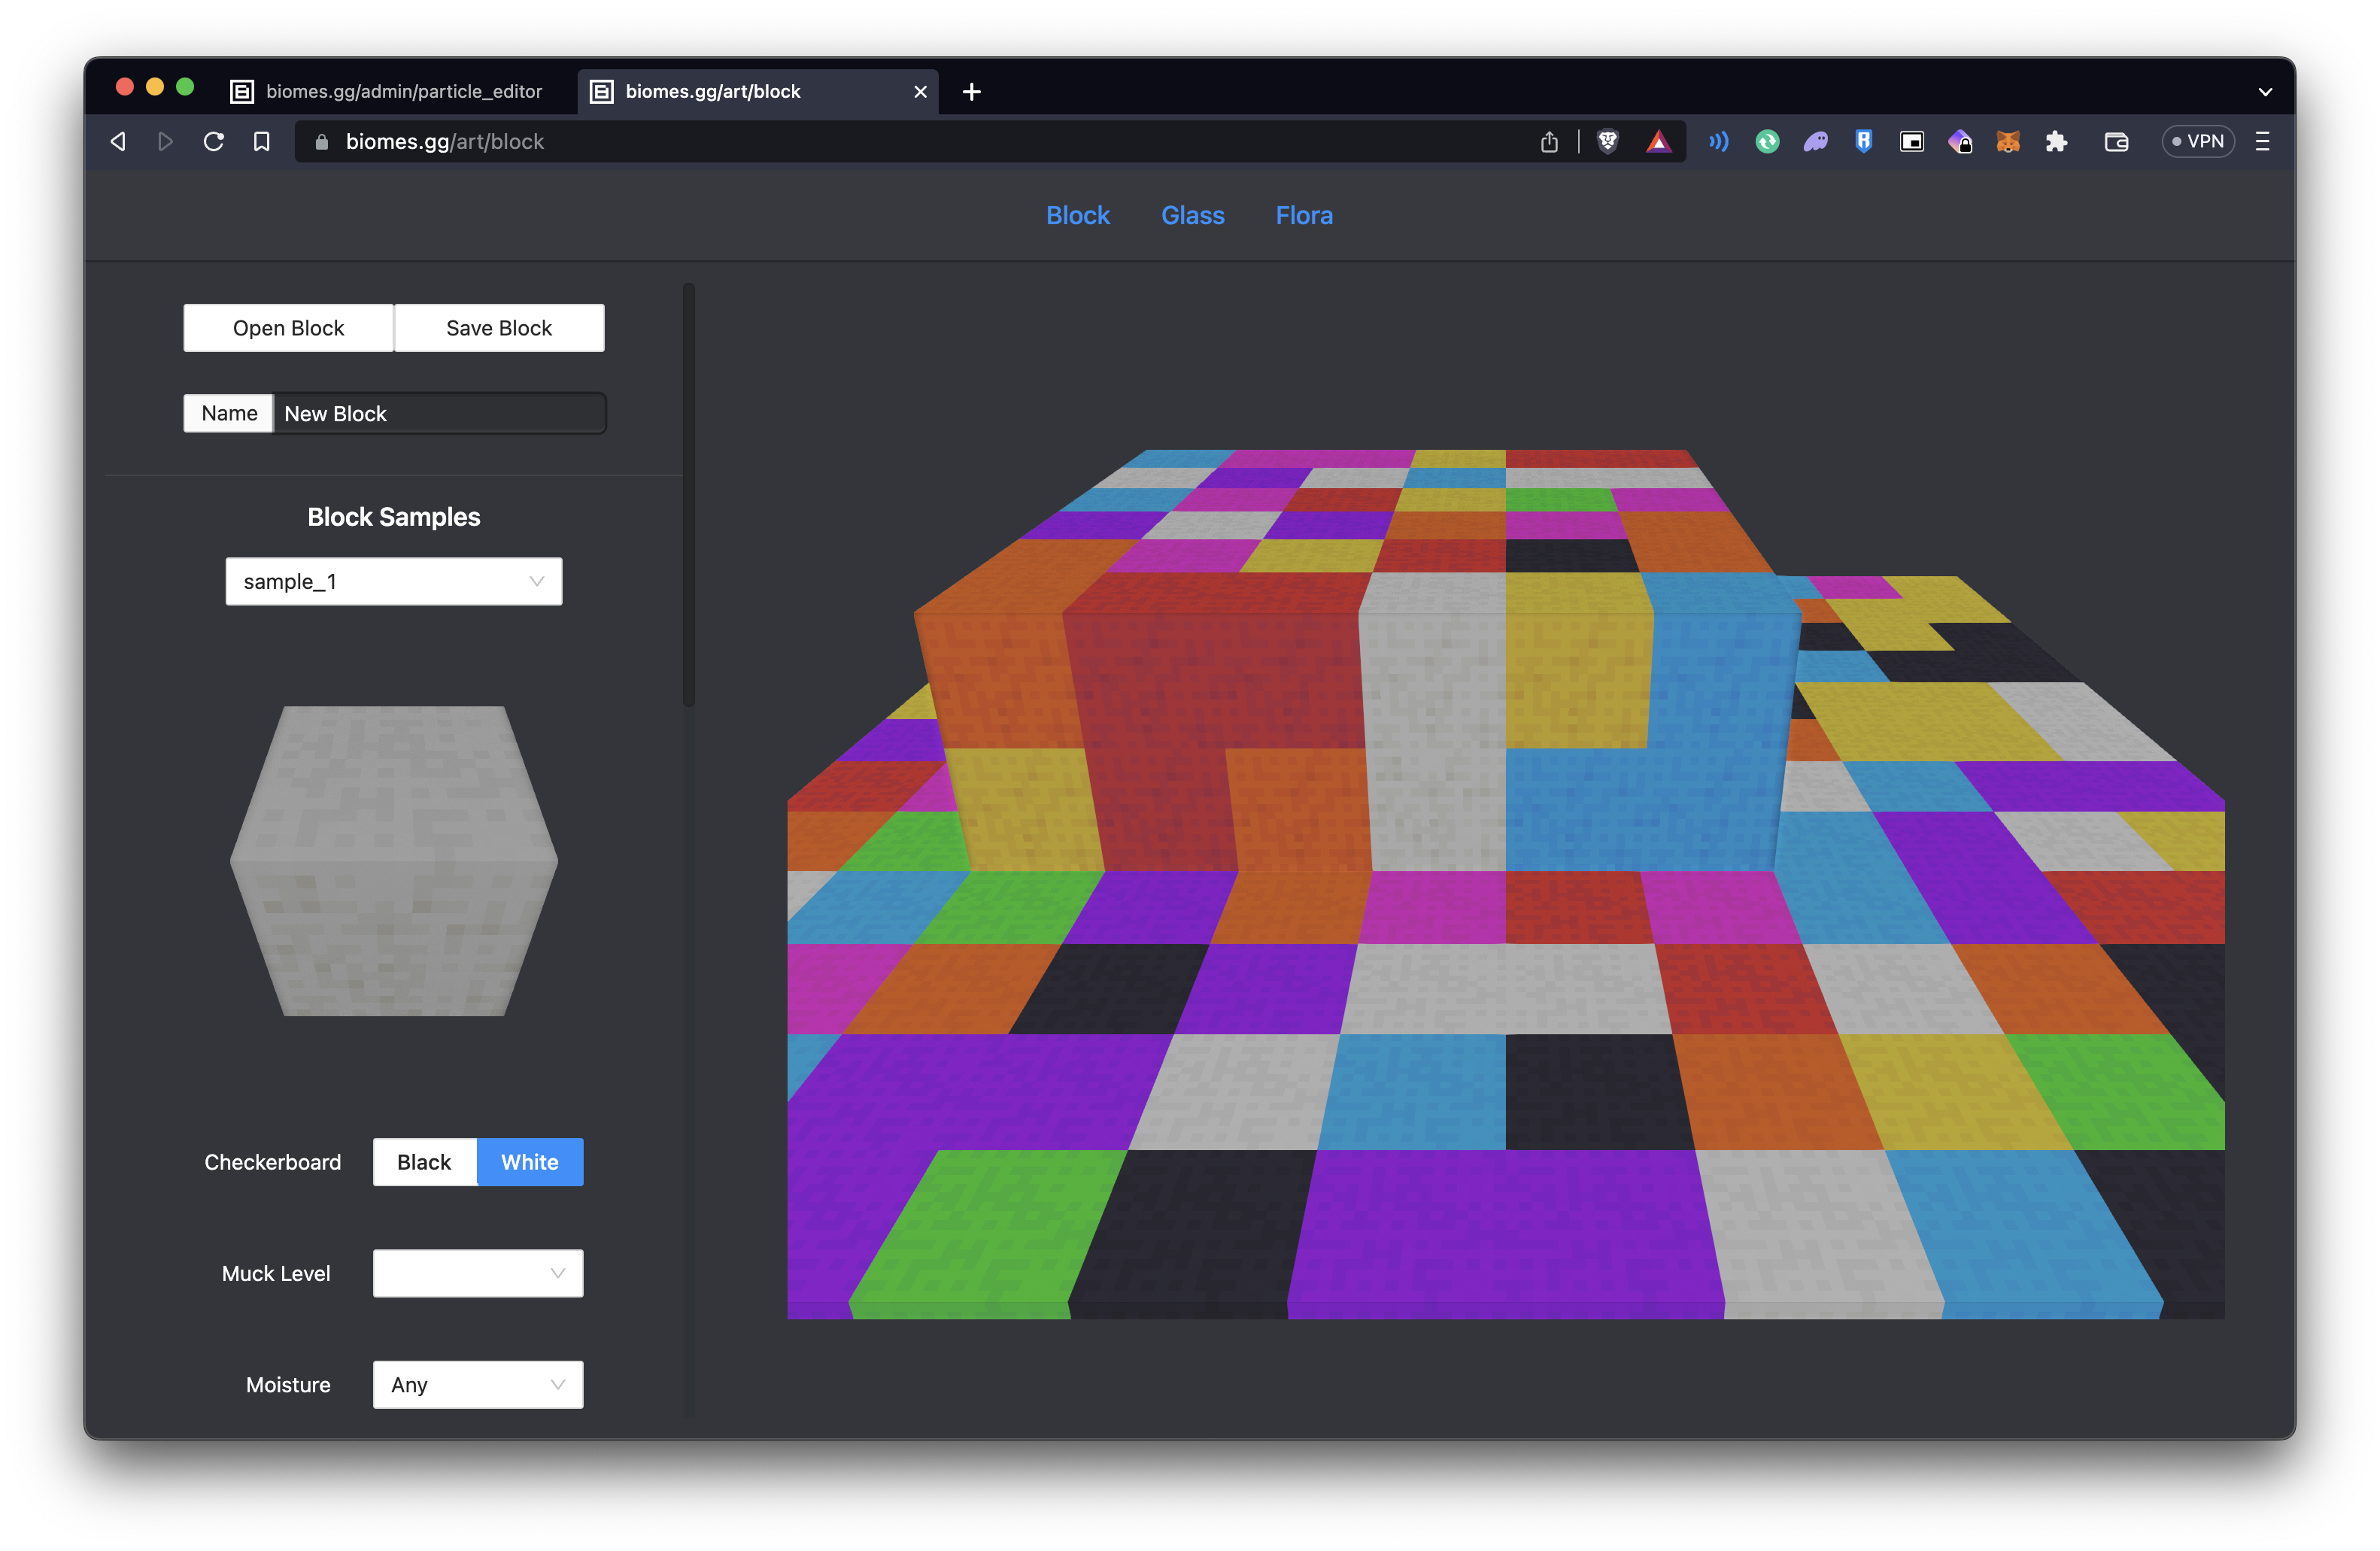 biomes.gg/admin/particle_editor
biomes.gg/art/block
biomes.gg/art/block
VPN
Block Glass Flora
Open Block Save Block
Name New Block
Block Samples
sample_1
Checkerboard Black White
Muck Level
Moisture Any